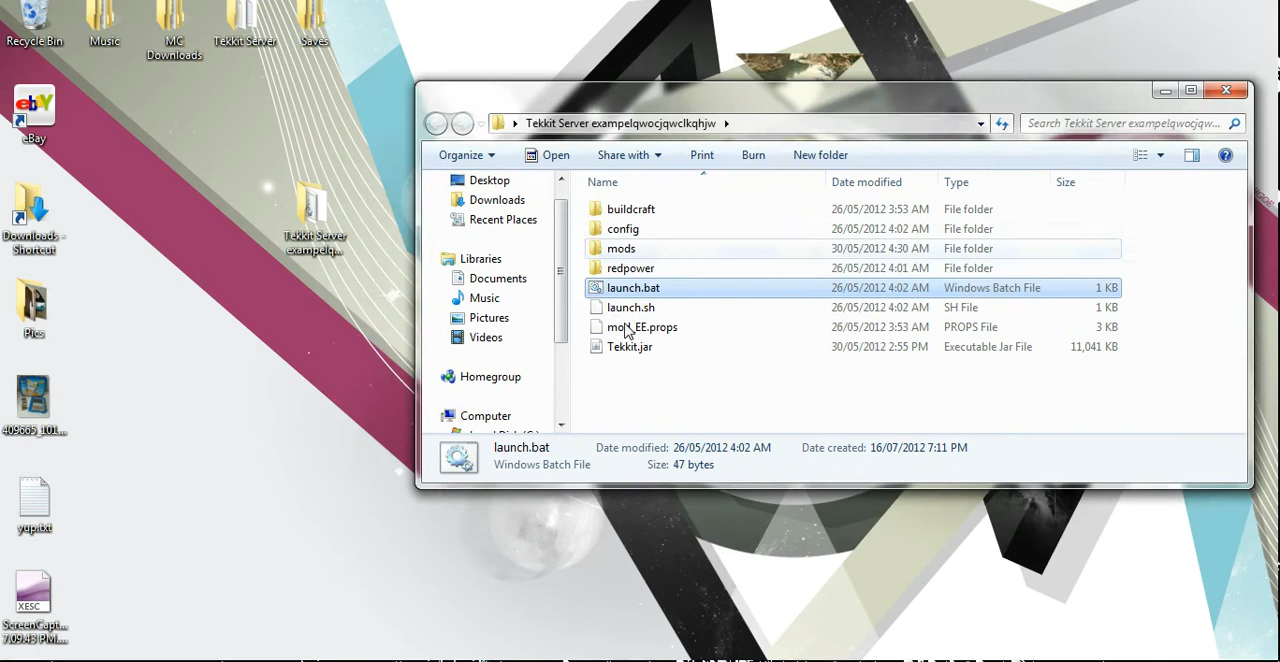 Recycle Bin
Music
MC
Downloads
Tekkit Server
Saves
ebY
eBay
Downloads -
Shortcut
Tekkit Server
exampelq...
Pics
409665_101...
yup.txt
XESC
ScreenCapt...
7.09.43 PM....
Tekkit Server exampelqwocjqwclkqhjw
Search Tekkit Server exampelqwocjqw...
Organize
Open
Share with
Print
Burn
New folder
Desktop
Downloads
Recent Places
Libraries
Documents
Music
Pictures
Videos
Homegroup
Computer
Name Date modified Type Size
buildcraft 26/05/2012 3:53 AM File folder
config 26/05/2012 4:02 AM File folder
mods 30/05/2012 4:30 AM File folder
redpower 26/05/2012 4:01 AM File folder
launch.bat 26/05/2012 4:02 AM Windows Batch File 1 KB
launch.sh 26/05/2012 4:02 AM SH File 1 KB
mod_EE.props 26/05/2012 3:53 AM PROPS File 3 KB
Tekkit.jar 30/05/2012 2:55 PM Executable Jar File 11,041 KB
launch.bat Date modified: 26/05/2012 4:02 AM Date created: 16/07/2012 7:11 PM
Windows Batch File Size: 47 bytes